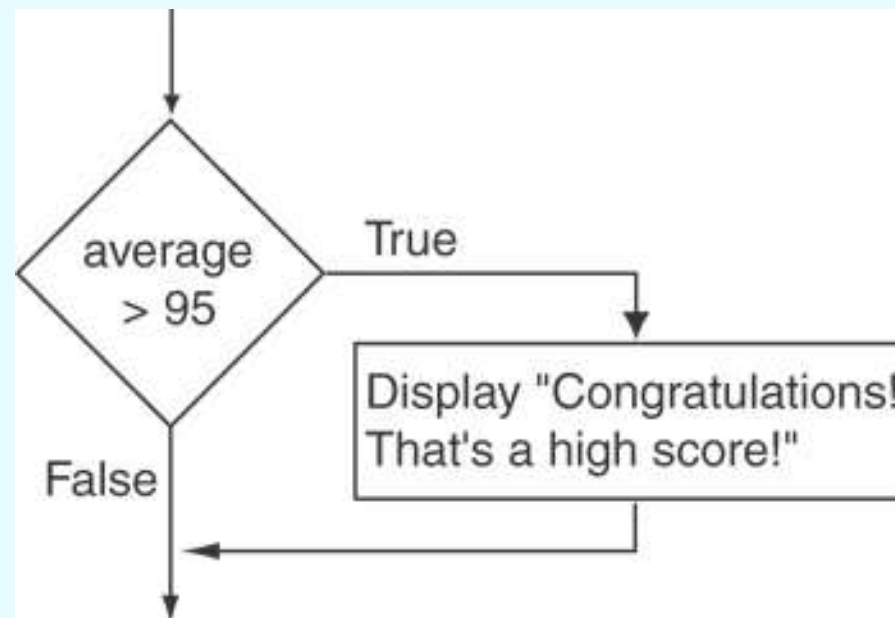 average
> 95
True
Display "Congratulations!
That's a high score!"
False